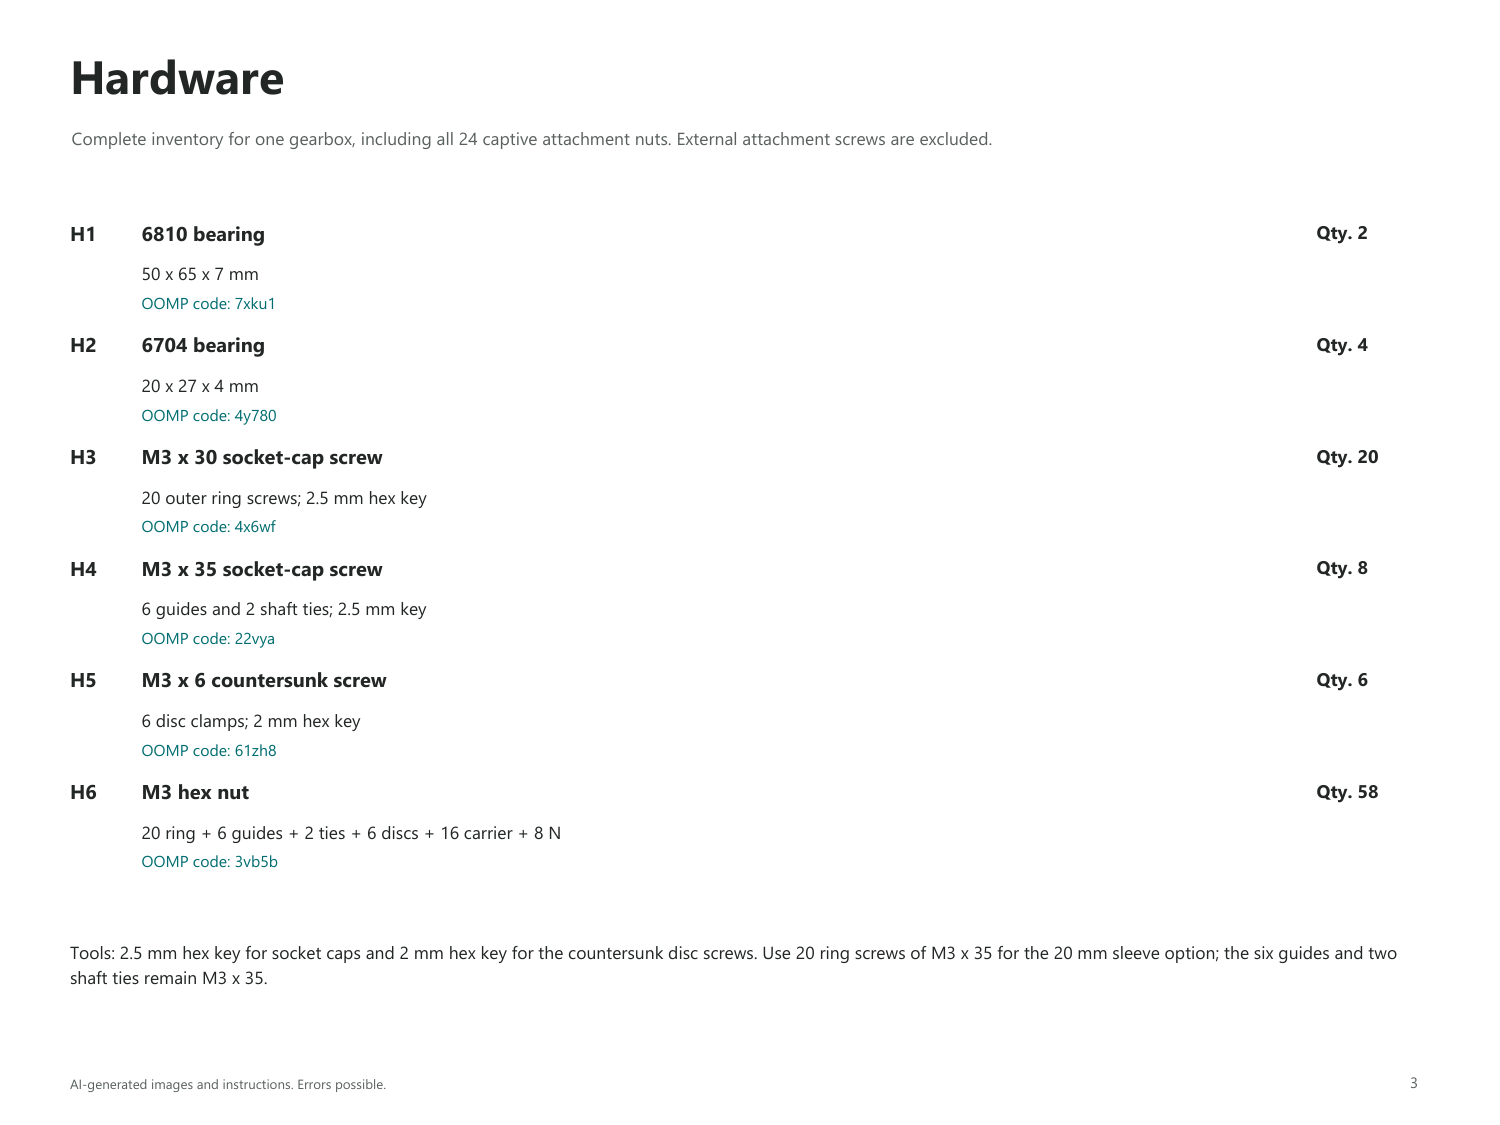 Hardware
Complete inventory for one gearbox, including all 24 captive attachment nuts. External attachment screws are excluded.
H1 6810 bearing Qty. 2
50 x 65 x 7 mm
OOMP code: 7xku1
H2 6704 bearing Qty. 4
20 x 27 x 4 mm
OOMP code: 4y780
H3 M3 x 30 socket-cap screw Qty. 20
20 outer ring screws; 2.5 mm hex key
OOMP code: 4x6wf
H4 M3 x 35 socket-cap screw Qty. 8
6 guides and 2 shaft ties; 2.5 mm key
OOMP code: 22vya
H5 M3 x 6 countersunk screw Qty. 6
6 disc clamps; 2 mm hex key
OOMP code: 61zh8
H6 M3 hex nut Qty. 58
20 ring + 6 guides + 2 ties + 6 discs + 16 carrier + 8 N
OOMP code: 3vb5b
Tools: 2.5 mm hex key for socket caps and 2 mm hex key for the countersunk disc screws. Use 20 ring screws of M3 x 35 for the 20 mm sleeve option; the six guides and two
shaft ties remain M3 x 35.
AI-generated images and instructions. Errors possible.
3